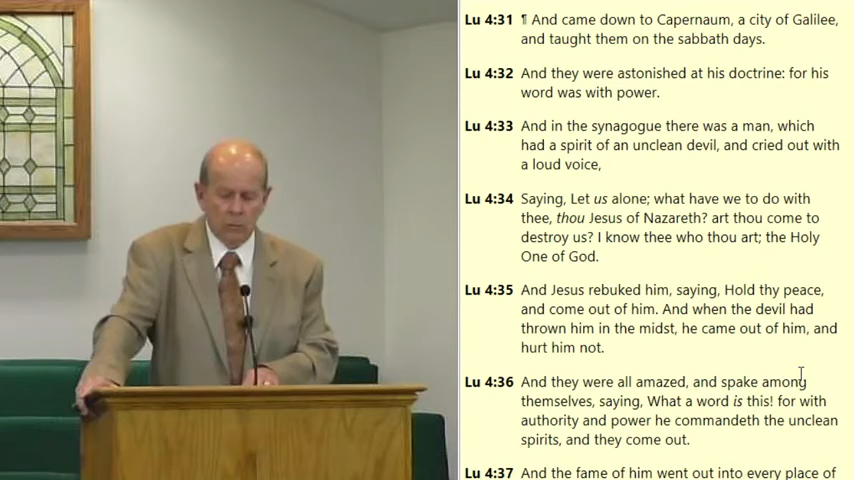 Lu 4:31 ¶ And came down to Capernaum, a city of Galilee,
and taught them on the sabbath days.
Lu 4:32 And they were astonished at his doctrine: for his
word was with power.
Lu 4:33 And in the synagogue there was a man, which
had a spirit of an unclean devil, and cried out with
a loud voice,
Lu 4:34 Saying, Let us alone; what have we to do with
thee, thou Jesus of Nazareth? art thou come to
destroy us? I know thee who thou art; the Holy
One of God.
Lu 4:35 And Jesus rebuked him, saying, Hold thy peace,
and come out of him. And when the devil had
thrown him in the midst, he came out of him, and
hurt him not.
Lu 4:36 And they were all amazed, and spake among
themselves, saying, What a word is this! for with
authority and power he commandeth the unclean
spirits, and they come out.
Lu 4:37 And the fame of him went out into every place of